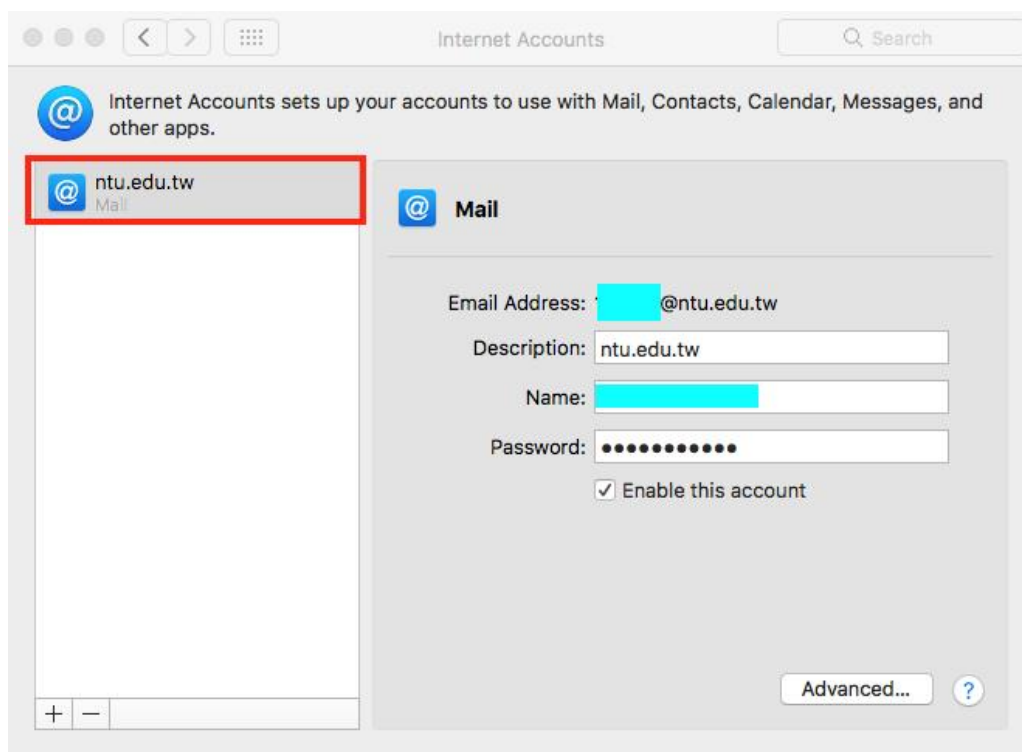 Internet Accounts
Search
Internet Accounts sets up your accounts to use with Mail, Contacts, Calendar, Messages, and
other apps.
ntu.edu.tw
Mail
Mail
Email Address: @ntu.edu.tw
Description: ntu.edu.tw
Name:
Password: •••••••••••
Enable this account
Advanced... ?